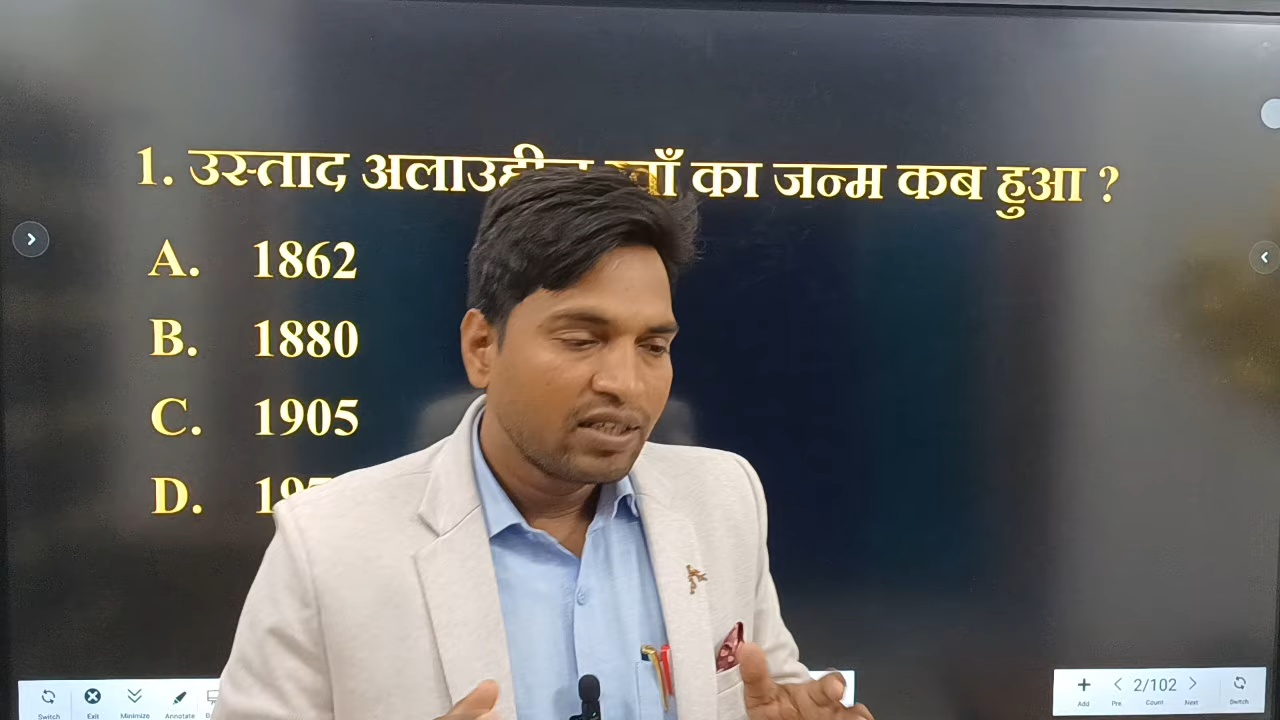 1. उस्ताद अलाउद्दीन खाँ का जन्म कब हुआ ?
A. 1862
B. 1880
C. 1905
D.
Switch
Exit
Minimize
Annotate
Add
Pre
2/102
Count
Next
Switch